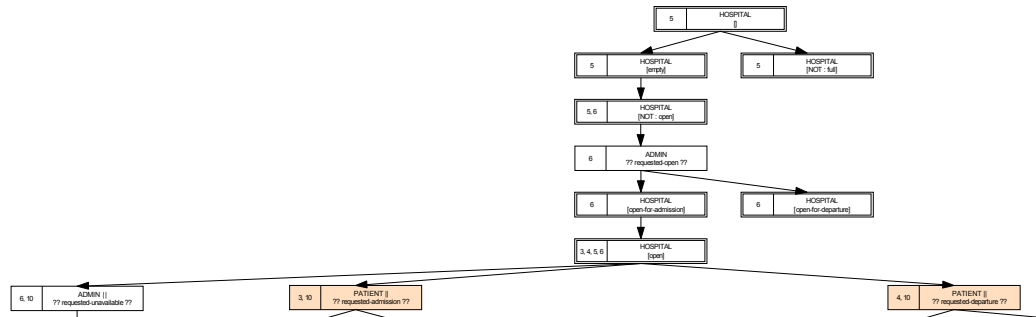 5
HOSPITAL
[]
5
HOSPITAL
[empty]
5
HOSPITAL
[NOT : full]
5, 6
HOSPITAL
[NOT : open]
6
ADMIN
?? requested-open ??
6
HOSPITAL
[open-for-admission]
6
HOSPITAL
[open-for-departure]
3, 4, 5, 6
HOSPITAL
[open]
6, 10
ADMIN ||
?? requested-unavailable ??
3, 10
PATIENT ||
?? requested-admission ??
4, 10
PATIENT ||
?? requested-departure ??